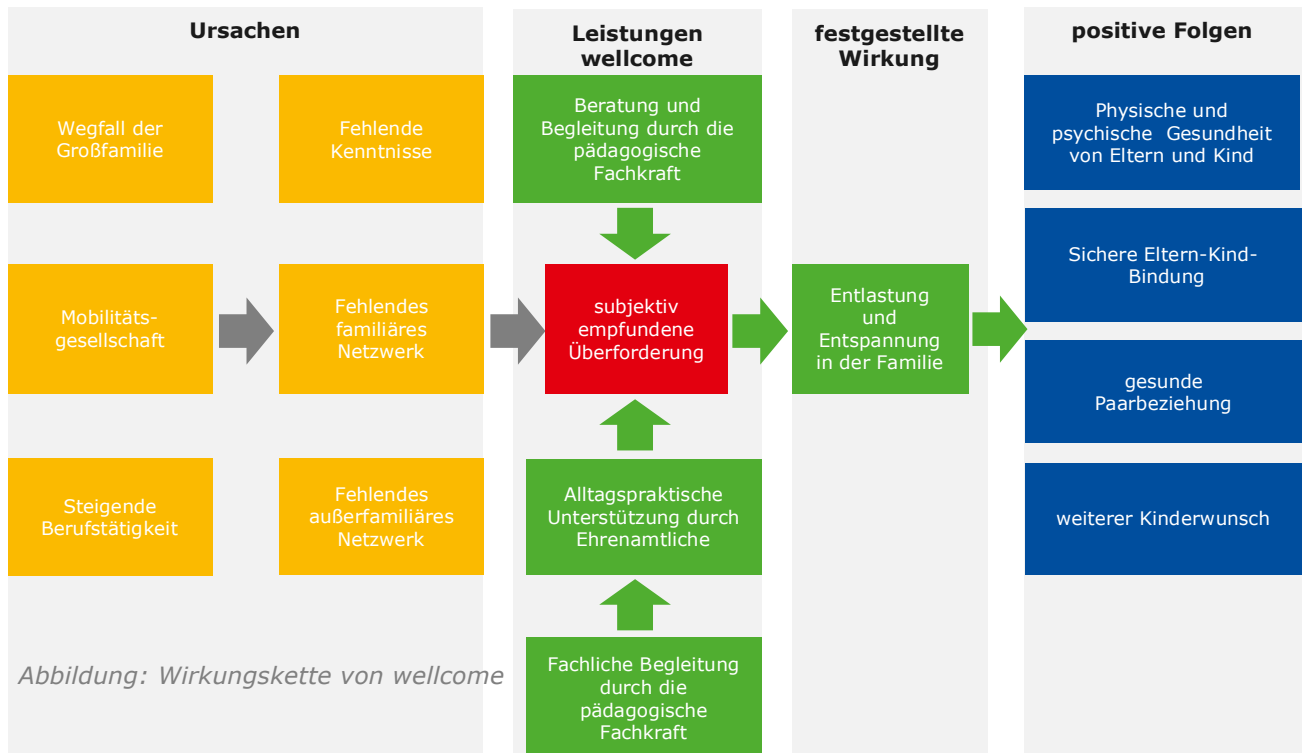 Ursachen
Wegfall der
Großfamilie
Fehlende
Kenntnisse
Mobilitäts-
gesellschaft
Fehlendes
familiäres
Netzwerk
Steigende
Berufstätigkeit
Fehlendes
außerfamiliäres
Netzwerk
Leistungen
wellcome
Beratung und
Begleitung durch die
pädagogische
Fachkraft
subjektiv
empfundene
Überforderung
Alltagspraktische
Unterstützung durch
Ehrenamtliche
Fachliche Begleitung
durch die
pädagogische
Fachkraft
festgestellte
Wirkung
Entlastung
und
Entspannung
in der Familie
positive Folgen
Physische und
psychische Gesundheit
von Eltern und Kind
Sichere Eltern-Kind-
Bindung
gesunde
Paarbeziehung
weiterer Kinderwunsch
Abbildung: Wirkungskette von wellcome